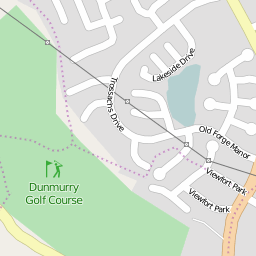 Lakeside Drive
Trossachs Drive
Old Forge Manor
Dunmurry
Golf Course
Viewfort Park
Viewfort Park